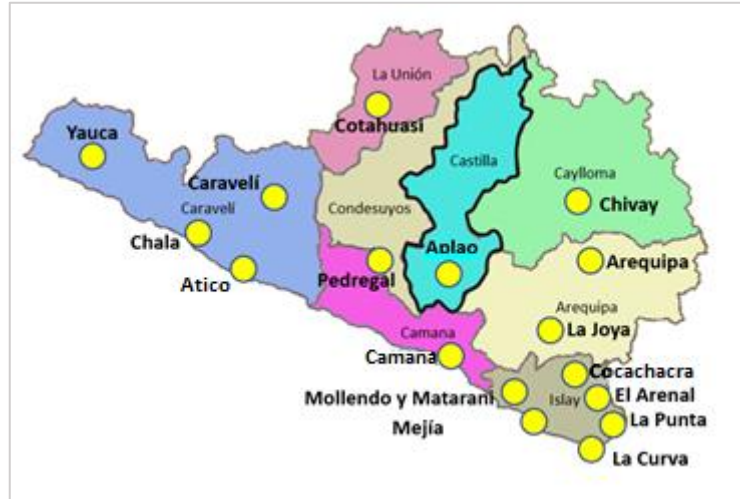 La Unión
Cotahuasi
Yauca
Castilla
Caravelí
Caravelí
Caylloma
Condesuyos
Chivay
Chala
Aplao
Arequipa
Atico
Pedregal
Arequipa
La Joya
Camana
Camaná
Cocachacra
Mollendo y Matarani
Islay
El Arenal
La Punta
Mejía
La Curva